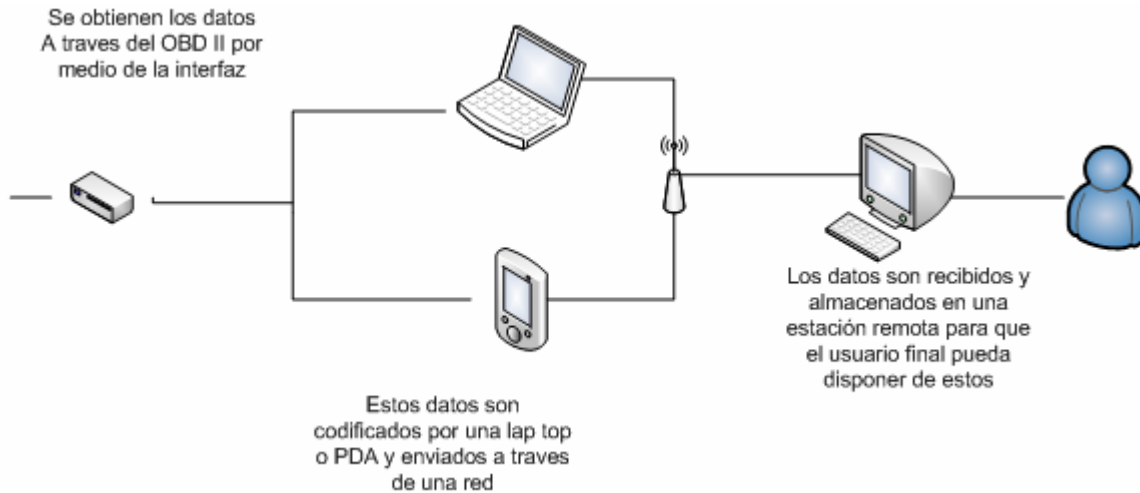 Se obtienen los datos
A traves del OBD II por
medio de la interfaz
Los datos son recibidos y
almacenados en una
estación remota para que
el usuario final pueda
disponer de estos
Estos datos son
codificados por una lap top
o PDA y enviados a traves
de una red